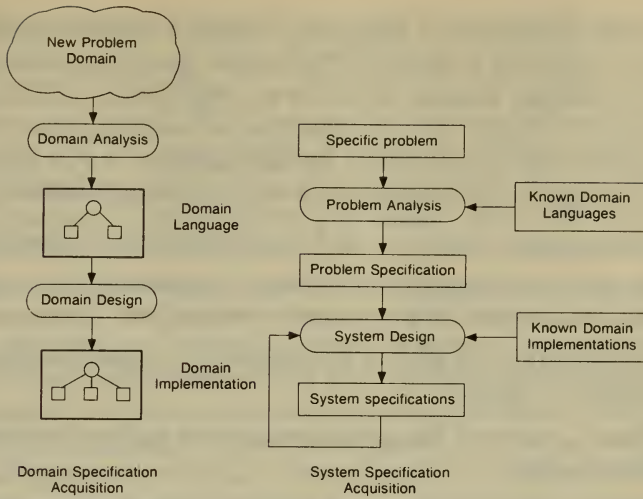 New Problem
Domain
Domain Analysis
Domain
Language
Domain Design
Domain
Implementation
Domain Specification
Acquisition
Specific problem
Problem Analysis
Known Domain
Languages
Problem Specification
System Design
Known Domain
Implementations
System specifications
System Specification
Acquisition